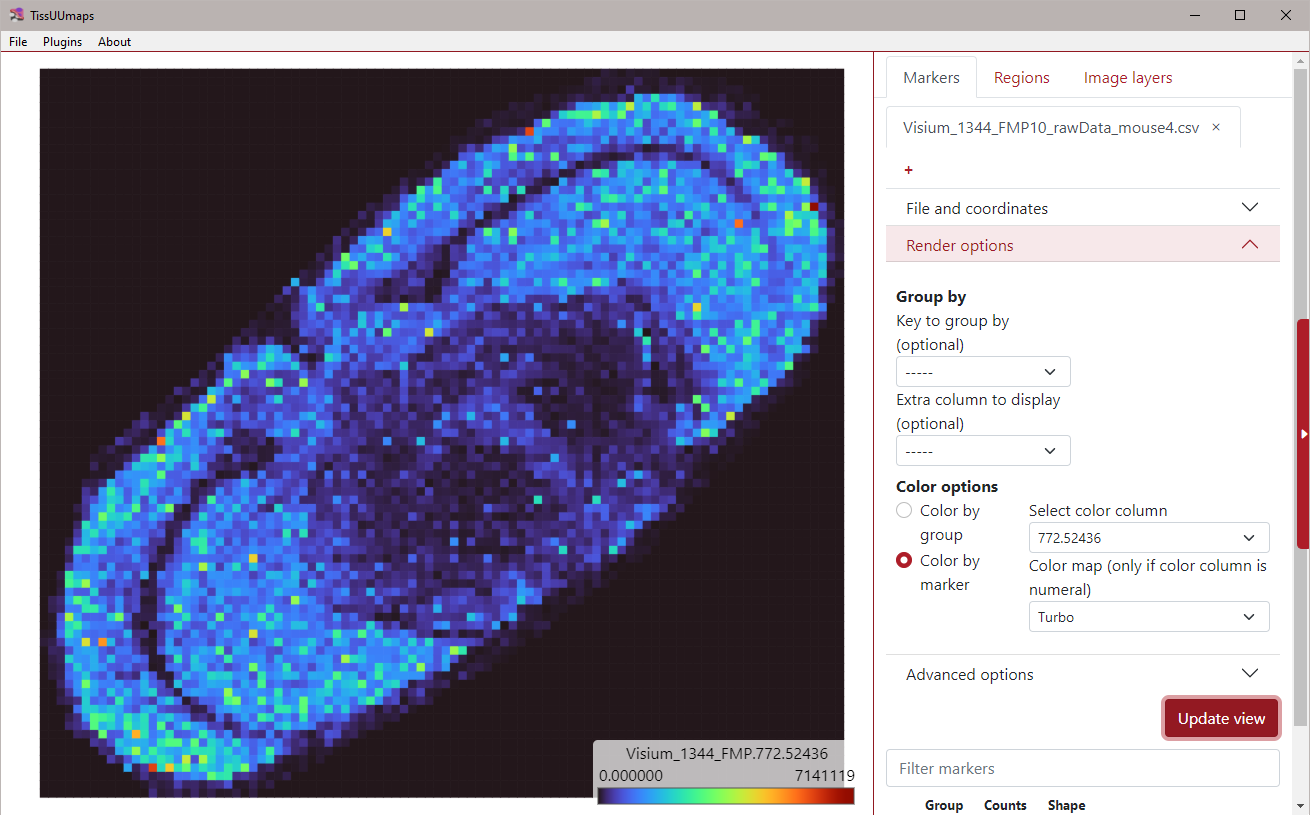 TissUUmaps
File Plugins About
Markers Regions Image layers
Visium_1344_FMP10_rawData_mouse4.csv ×
+
File and coordinates
Render options
Group by
Key to group by
(optional)
-----
Extra column to display
(optional)
-----
Color options
Color by
group
Color by
marker
Select color column
772.52436
Color map (only if color column is
numeral)
Turbo
Advanced options
Update view
Filter markers
Group Counts Shape
Visium_1344_FMP.772.52436
0.000000 7141119